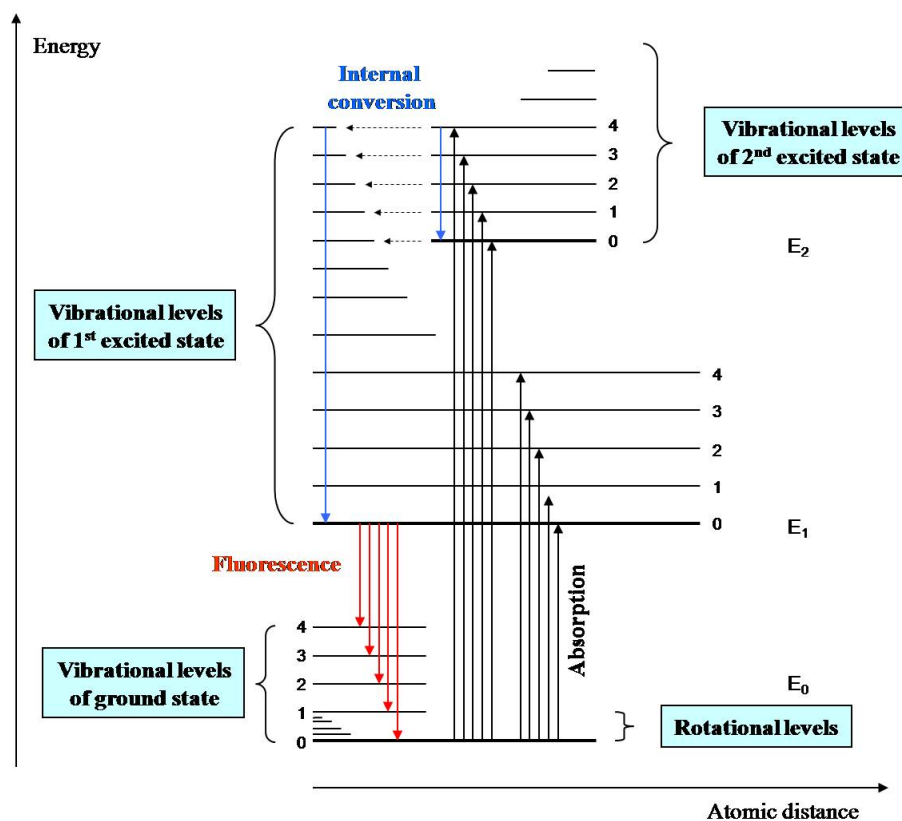 Energy
Internal
conversion
4
3
2
1
0
Vibrational levels
of 2nd excited state
E2
Vibrational levels
of 1st excited state
4
3
2
1
0
E1
Fluorescence
Absorption
4
3
2
1
0
Vibrational levels
of ground state
E0
Rotational levels
Atomic distance